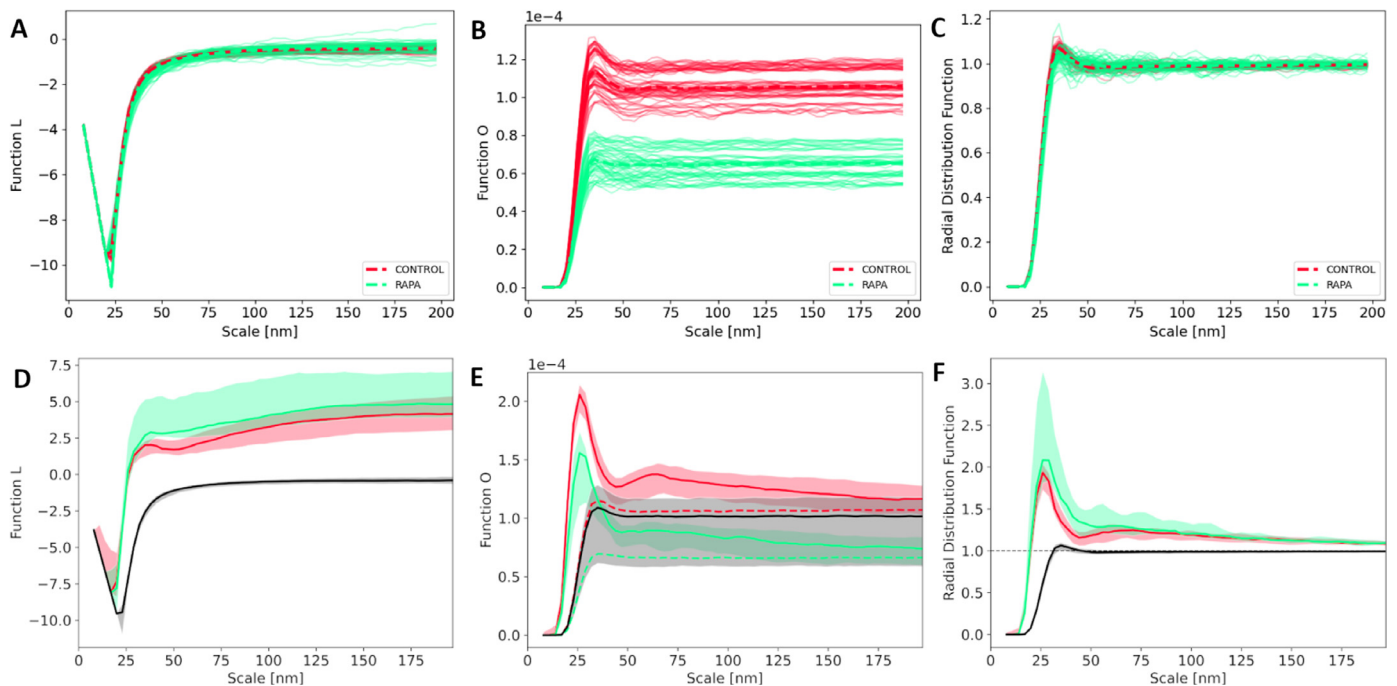 A
Function L
0
−2
−4
−6
−8
−10
0 25 50 75 100 125 150 175 200
Scale [nm]
CONTROL
RAPA
B
1e−4
Function O
1.2
1.0
0.8
0.6
0.4
0.2
0.0
0 25 50 75 100 125 150 175 200
Scale [nm]
CONTROL
RAPA
C
Radial Distribution Function
1.2
1.0
0.8
0.6
0.4
0.2
0.0
0 25 50 75 100 125 150 175 200
Scale [nm]
CONTROL
RAPA
D
Function L
7.5
5.0
2.5
0.0
−2.5
−5.0
−7.5
−10.0
0 25 50 75 100 125 150 175
Scale [nm]
E
1e−4
Function O
2.0
1.5
1.0
0.5
0.0
0 25 50 75 100 125 150 175
Scale [nm]
F
Radial Distribution Function
3.0
2.5
2.0
1.5
1.0
0.5
0.0
0 25 50 75 100 125 150 175
Scale [nm]